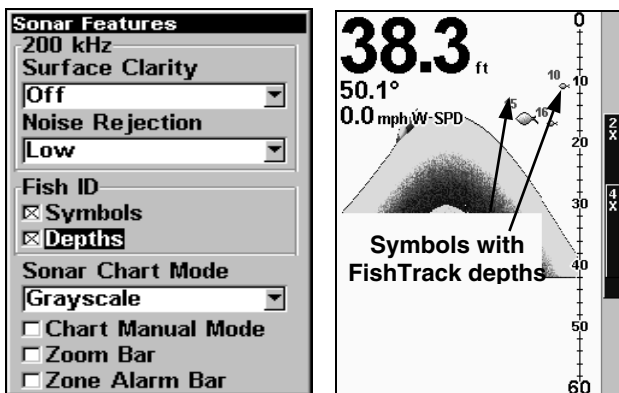 Sonar Features
200 kHz
Surface Clarity
Off
Noise Rejection
Low
Fish ID
Symbols
Depths
Sonar Chart Mode
Grayscale
Chart Manual Mode
Zoom Bar
Zone Alarm Bar
38.3 ft
50.1°
0.0 mph W-SPD
10
16
Symbols with
FishTrack depths
0
10
20
30
40
50
60
2X
4X